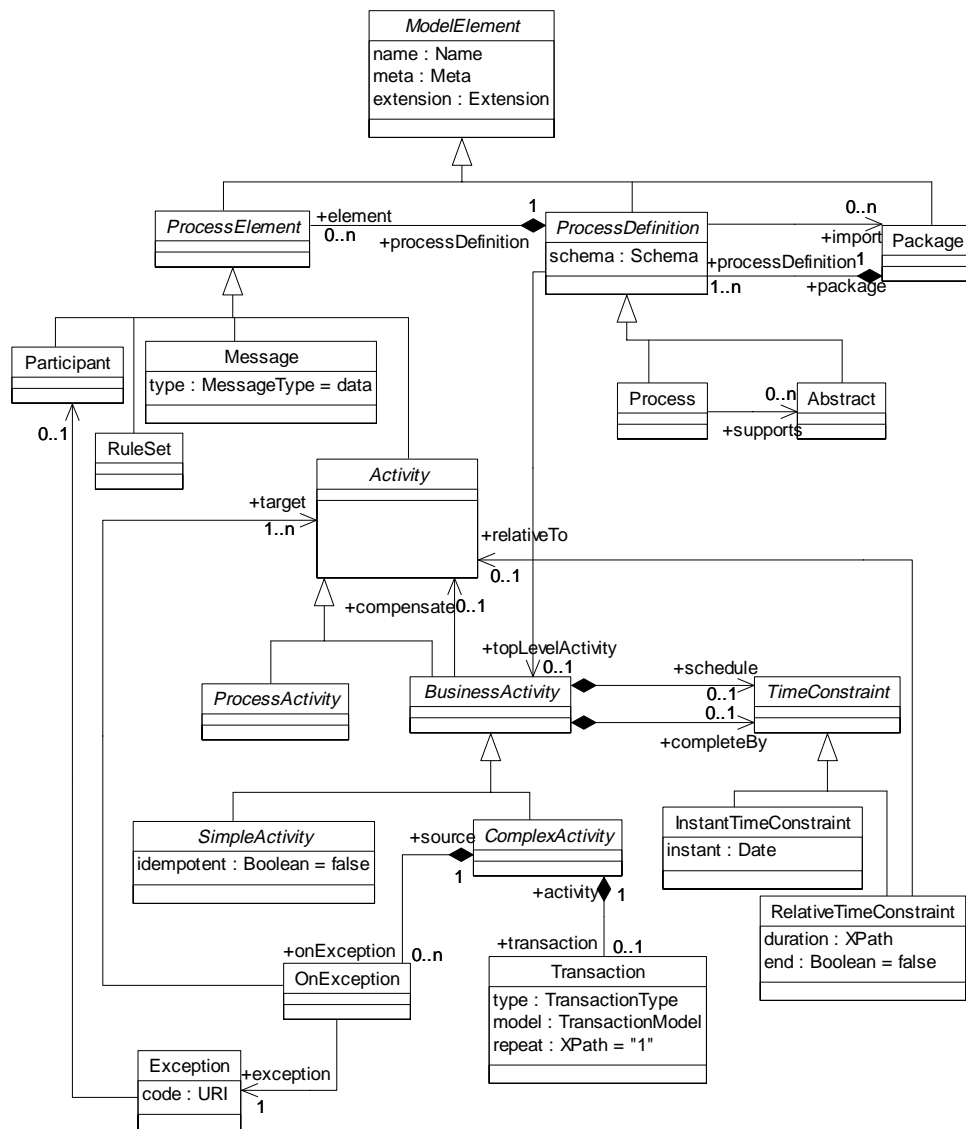 ModelElement
name : Name
meta : Meta
extension : Extension
ProcessElement
+element
0..n
+processDefinition
1
ProcessDefinition
schema : Schema
0..n
+import
+processDefinition
1
1..n
+package
Package
Participant
Message
type : MessageType = data
RuleSet
0..1
Process
0..n
+supports
Abstract
Activity
+target
1..n
+relativeTo
0..1
+compensate
0..1
+topLevelActivity
0..1
ProcessActivity
BusinessActivity
+schedule
0..1
0..1
+completeBy
TimeConstraint
SimpleActivity
idempotent : Boolean = false
+source
1
ComplexActivity
+activity
1
InstantTimeConstraint
instant : Date
RelativeTimeConstraint
duration : XPath
end : Boolean = false
+onException
0..n
+transaction
0..1
OnException
Transaction
type : TransactionType
model : TransactionModel
repeat : XPath = "1"
Exception
code : URI
+exception
1